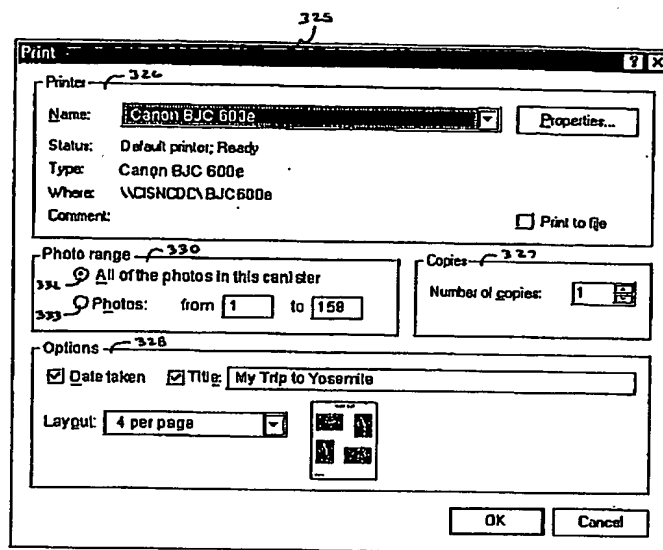 325
Print ? X
Printer 326
Name: Canon BJC 600e Properties...
Status: Default printer; Ready
Type: Canon BJC 600e
Where: \\CISNCDC\BJC600e
Comment: Print to file
Photo range 330
All of the photos in this canister
Photos: from 1 to 158
333
Copies 327
Number of copies: 1
Options 328
Date taken Title: My Trip to Yosemite
Layout: 4 per page
OK Cancel